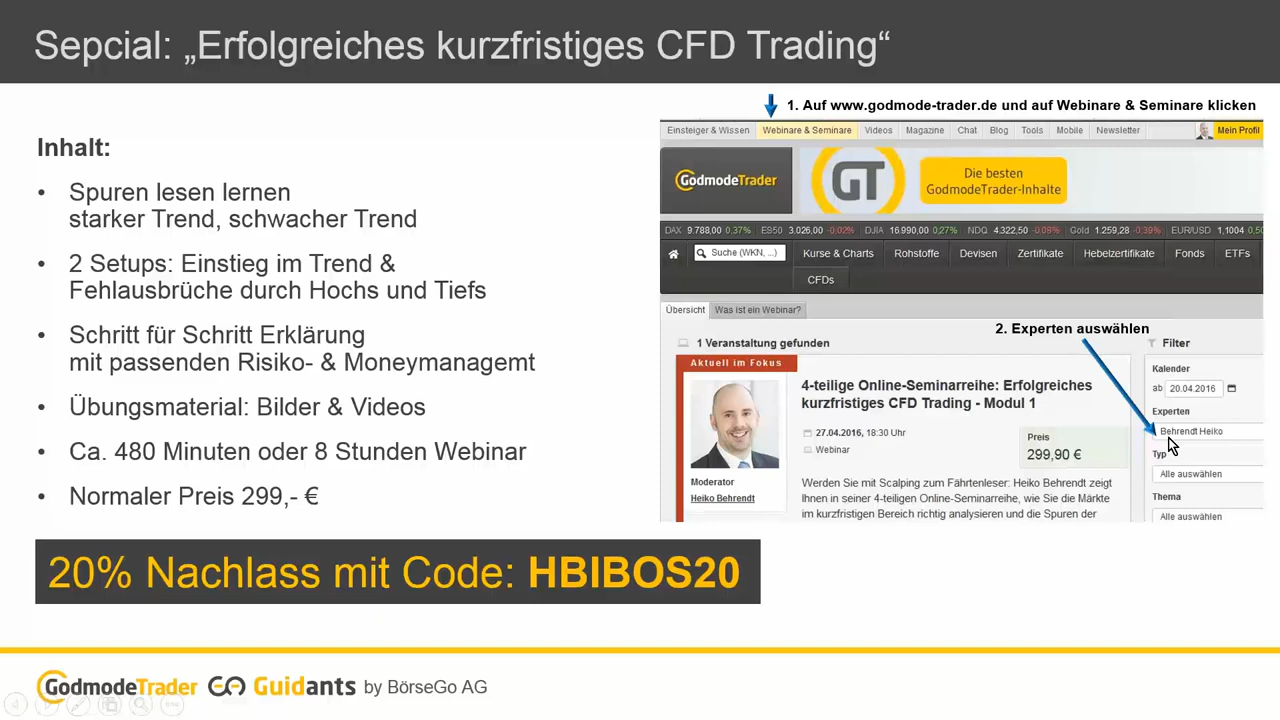 Sepcial: „Erfolgreiches kurzfristiges CFD Trading“
Inhalt:
• Spuren lesen lernen
starker Trend, schwacher Trend
• 2 Setups: Einstieg im Trend &
Fehlausbrüche durch Hochs und Tiefs
• Schritt für Schritt Erklärung
mit passenden Risiko- & Moneymanagemt
• Übungsmaterial: Bilder & Videos
• Ca. 480 Minuten oder 8 Stunden Webinar
• Normaler Preis 299,- €
1. Auf www.godmode-trader.de und auf Webinare & Seminare klicken
Einsteiger & Wissen Webinare & Seminare Videos Magazine Chat Blog Tools Mobile Newsletter Mein Profil
GodmodeTrader GT Die besten
GodmodeTrader-Inhalte
DAX 9.788,00 0,37% ES50 3.026,00 -0,02% DJIA 16.990,00 0,27% NDQ 4.322,50 -0,09% Gold 1.259,28 -0,39% EUR/USD 1,1004
Suche (WKN, ...) Kurse & Charts Rohstoffe Devisen Zertifikate Hebelzertifikate Fonds ETFs
CFDs
Übersicht Was ist ein Webinar?
2. Experten auswählen
1 Veranstaltung gefunden
Filter
Aktuell im Fokus
4-teilige Online-Seminarreihe: Erfolgreiches
kurzfristiges CFD Trading - Modul 1
27.04.2016, 18:30 Uhr
Webinar
Preis
299,90 €
Moderator
Heiko Behrendt
Werden Sie mit Scalping zum Fährtenleser: Heiko Behrendt zeigt
Ihnen in seiner 4-teiligen Online-Seminarreihe, wie Sie die Märkte
im kurzfristigen Bereich richtig analysieren und die Spuren der
Kalender
ab 20.04.2016
Experten
Behrendt Heiko
Typ
Alle auswählen
Thema
Alle auswählen
20% Nachlass mit Code: HBIBOS20
GodmodeTrader Guidants by BörseGo AG